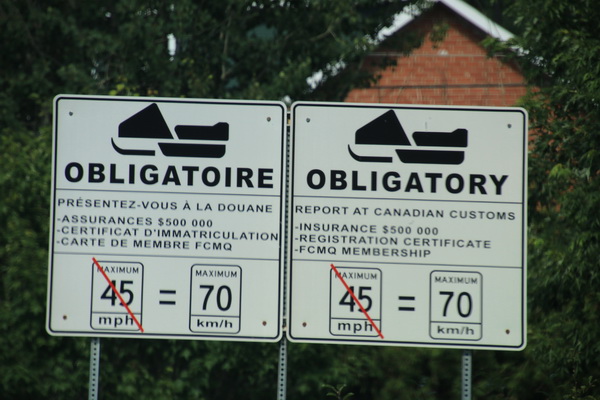 OBLIGATOIRE
PRÉSENTEZ-VOUS À LA DOUANE
-ASSURANCES $500 000
-CERTIFICAT D'IMMATRICULATION
-CARTE DE MEMBRE FCMQ
MAXIMUM
45
mph
=
MAXIMUM
70
km/h
OBLIGATORY
REPORT AT CANADIAN CUSTOMS
-INSURANCE $500 000
-REGISTRATION CERTIFICATE
-FCMQ MEMBERSHIP
MAXIMUM
45
mph
=
MAXIMUM
70
km/h